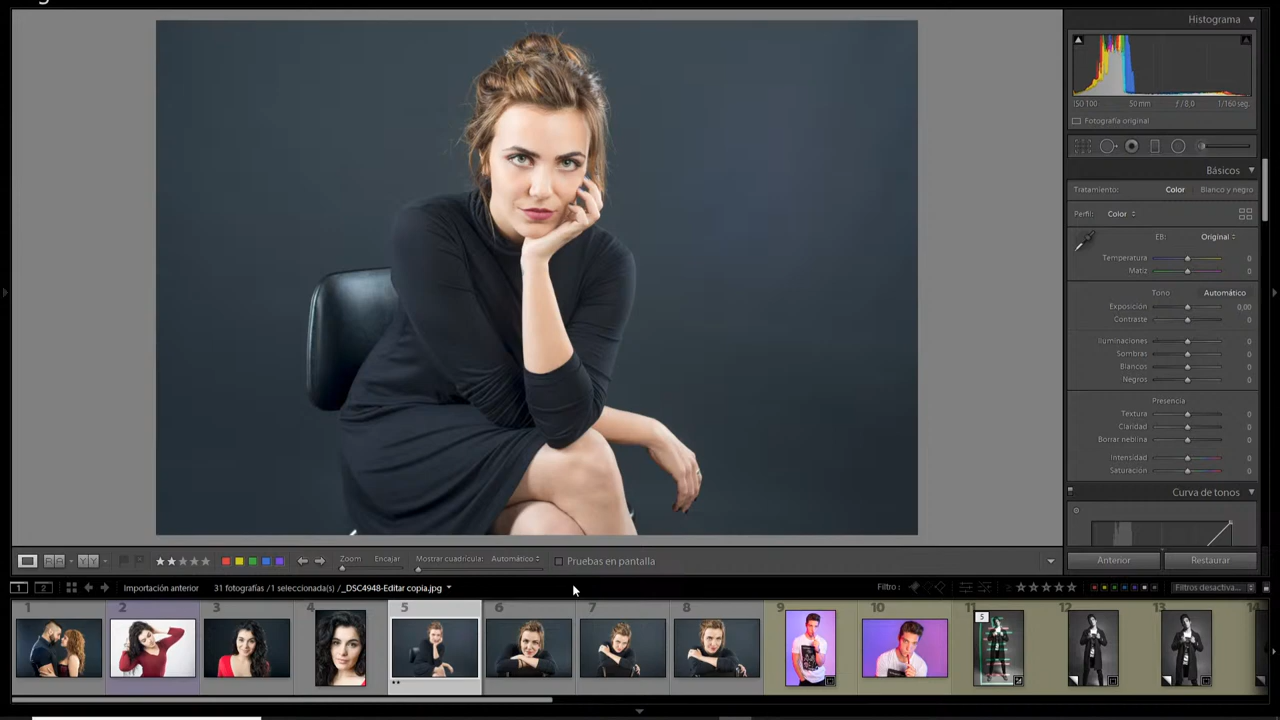 Histograma
ISO 100 50 mm ƒ / 8,0 1/160 seg.
Fotografía original
Básicos
Tratamiento: Color Blanco y negro
Perfil: Color
EB: Original
Temperatura 0
Matiz 0
Tono Automático
Exposición 0,00
Contraste 0
Iluminaciones 0
Sombras 0
Blancos 0
Negros 0
Presencia
Textura 0
Claridad 0
Borrar neblina 0
Intensidad 0
Saturación 0
Curva de tonos
Zoom Encajar Mostrar cuadrícula: Automático Pruebas en pantalla
Anterior Restaurar
1 2 Importación anterior 31 fotografías /1 seleccionada(s) /_DSC4948-Editar copia.jpg Filtro : Filtros desactiva...
1 2 3 4 5 6 7 8 9 10 11 12 13 14
5